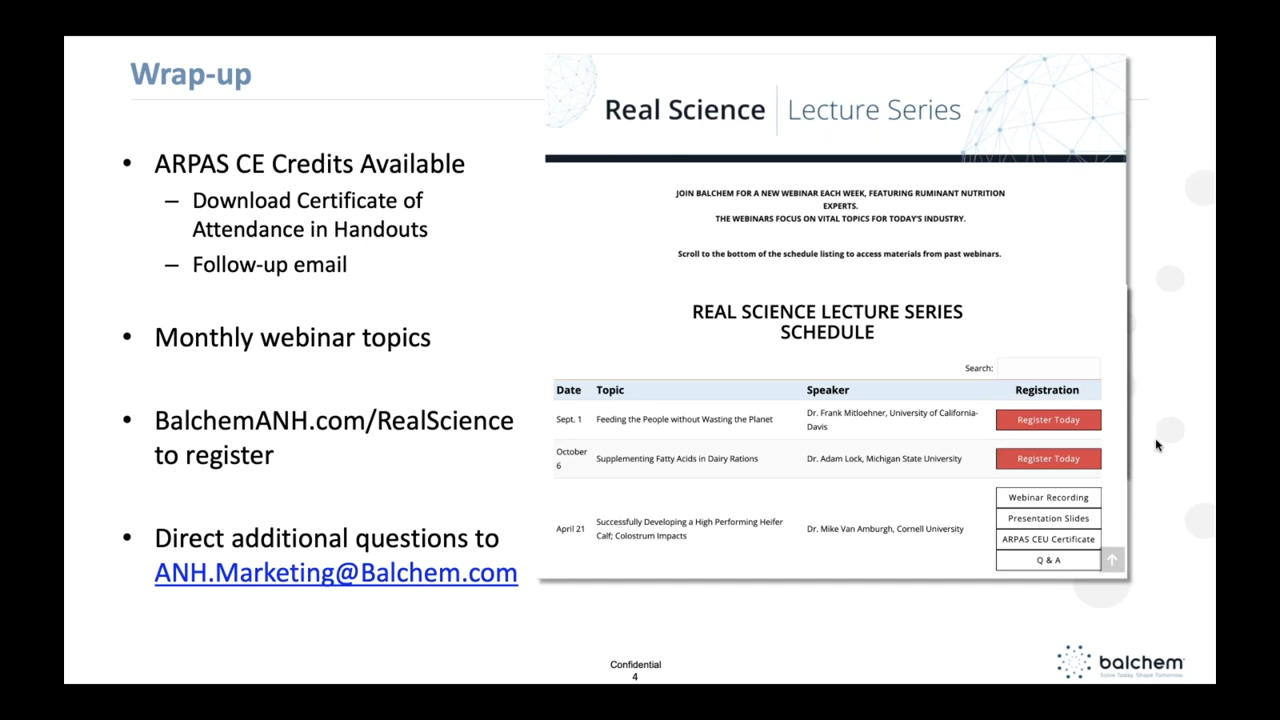 Wrap-up
• ARPAS CE Credits Available
– Download Certificate of
Attendance in Handouts
– Follow-up email
• Monthly webinar topics
• BalchemANH.com/RealScience
to register
• Direct additional questions to
ANH.Marketing@Balchem.com
Real Science | Lecture Series
JOIN BALCHEM FOR A NEW WEBINAR EACH WEEK, FEATURING RUMINANT NUTRITION
EXPERTS.
THE WEBINARS FOCUS ON VITAL TOPICS FOR TODAY'S INDUSTRY.
Scroll to the bottom of the schedule listing to access materials from past webinars.
REAL SCIENCE LECTURE SERIES
SCHEDULE
Search:
Date Topic Speaker Registration
Sept. 1 Feeding the People without Wasting the Planet Dr. Frank Mitloehner, University of California-
Davis Register Today
October
6 Supplementing Fatty Acids in Dairy Rations Dr. Adam Lock, Michigan State University Register Today
April 21 Successfully Developing a High Performing Heifer
Calf; Colostrum Impacts Dr. Mike Van Amburgh, Cornell University
Webinar Recording
Presentation Slides
ARPAS CEU Certificate
Q & A
Confidential
4
balchem
Solve Today. Shape Tomorrow.